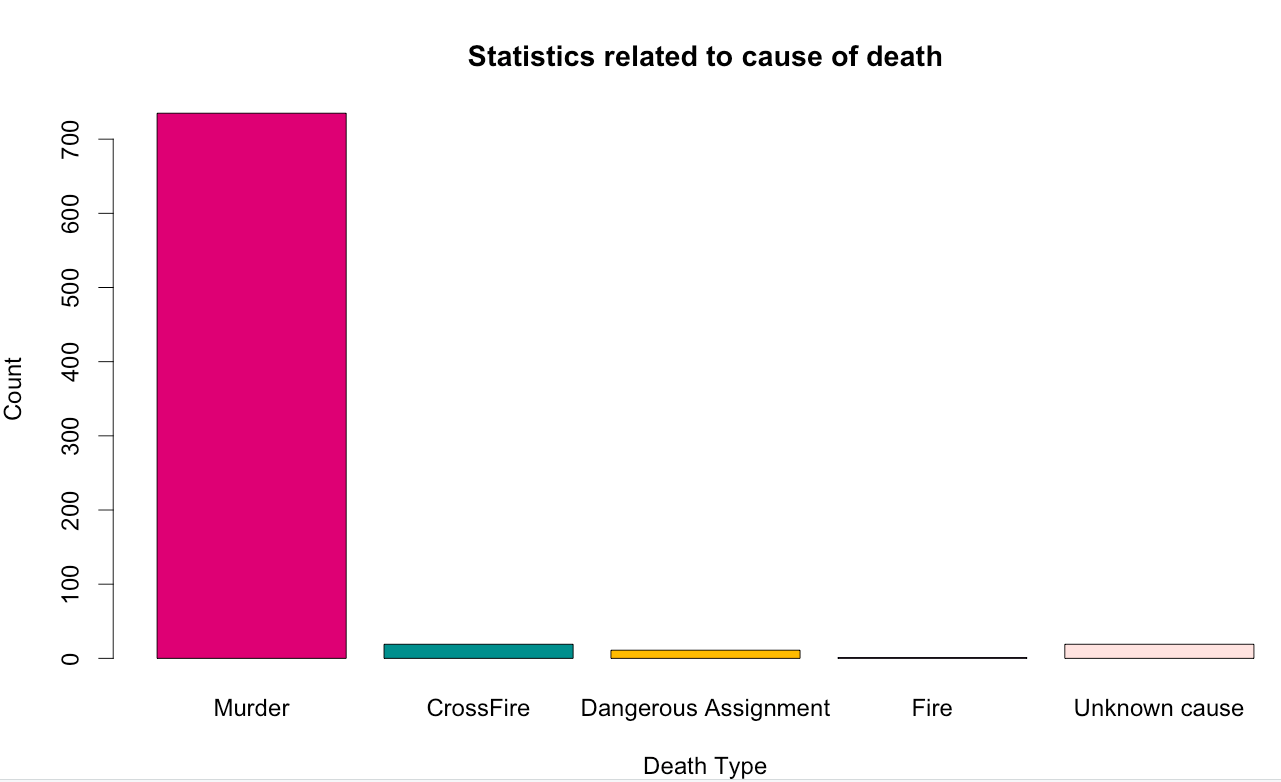 Statistics related to cause of death
Count
700
600
500
400
300
200
100
0
Murder
CrossFire
Dangerous Assignment
Fire
Unknown cause
Death Type